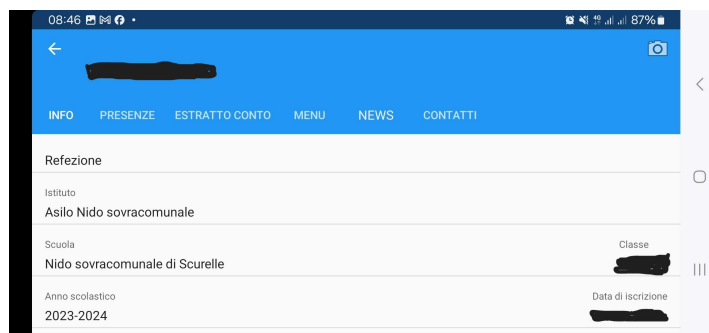 08:46 87%
INFO PRESENZE ESTRATTO CONTO MENU NEWS CONTATTI
Refezione
Istituto
Asilo Nido sovracomunale
Scuola Classe
Nido sovracomunale di Scurelle
Anno scolastico Data di iscrizione
2023-2024